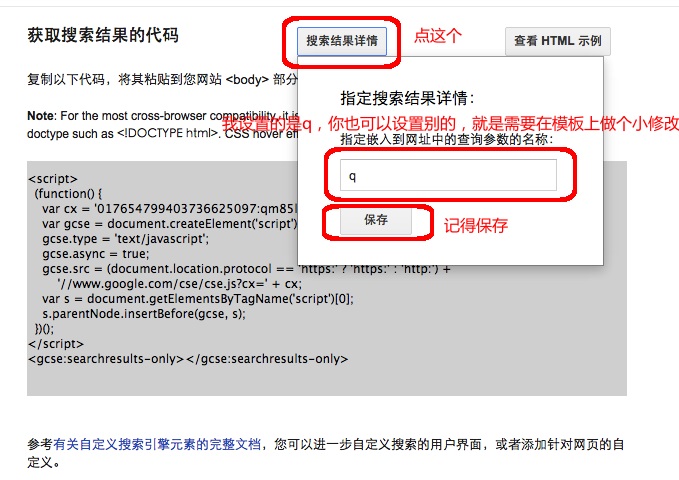 获取搜索结果的代码
搜索结果详情
点这个
查看 HTML 示例
复制以下代码，将其粘贴到您网站 <body> 部分
指定搜索结果详情：
Note: For the most cross-browser compatibility, it is
我设置的是q，你也可以设置别的，就是需要在模板上做个小修改
doctype such as <!DOCTYPE html>. CSS hover
指定嵌入到网址中的查询参数的名称：
q
保存
记得保存
<script>
(function() {
var cx = '017654799403736625097:qm85l
var gcse = document.createElement('script')
gcse.type = 'text/javascript';
gcse.async = true;
gcse.src = (document.location.protocol == 'https:' ? 'https:' : 'http:') +
'//www.google.com/cse/cse.js?cx=' + cx;
var s = document.getElementsByTagName('script')[0];
s.parentNode.insertBefore(gcse, s);
})();
</script>
<gcse:searchresults-only></gcse:searchresults-only>
参考有关自定义搜索引擎元素的完整文档，您可以进一步自定义搜索的用户界面，或者添加针对网页的自
定义。